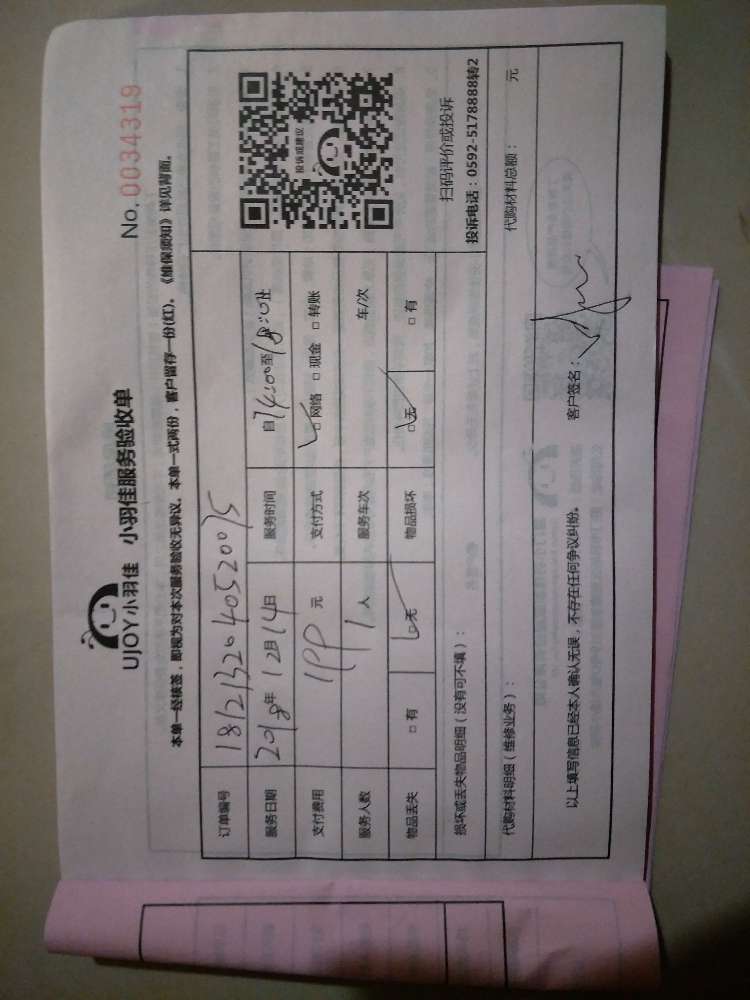 UJOY小羽佳 小羽佳服务验收单
No.0034319
本单一经核签，即视为对本次服务验收无异议。本单一式两份，客户留存一份(红)。《维保须知》详见背面。
订单编号 1812132040520075
服务日期 2018年12月14日 服务时间 自14:00至18:00止
支付费用 199元 支付方式 ☑网络 □现金 □转账
服务人数 1人 服务车次 车/次
物品丢失 □有 ☑无 物品损坏 ☑无 □有
投诉或建议
扫码评价或投诉
投诉电话：0592-5178888转2
损坏或丢失物品明细（没有可不填）：
代购材料明细（维修业务）： 代购材料总额： 元
以上填写信息已经本人确认无误，不存在任何争议纠纷。 客户签名：